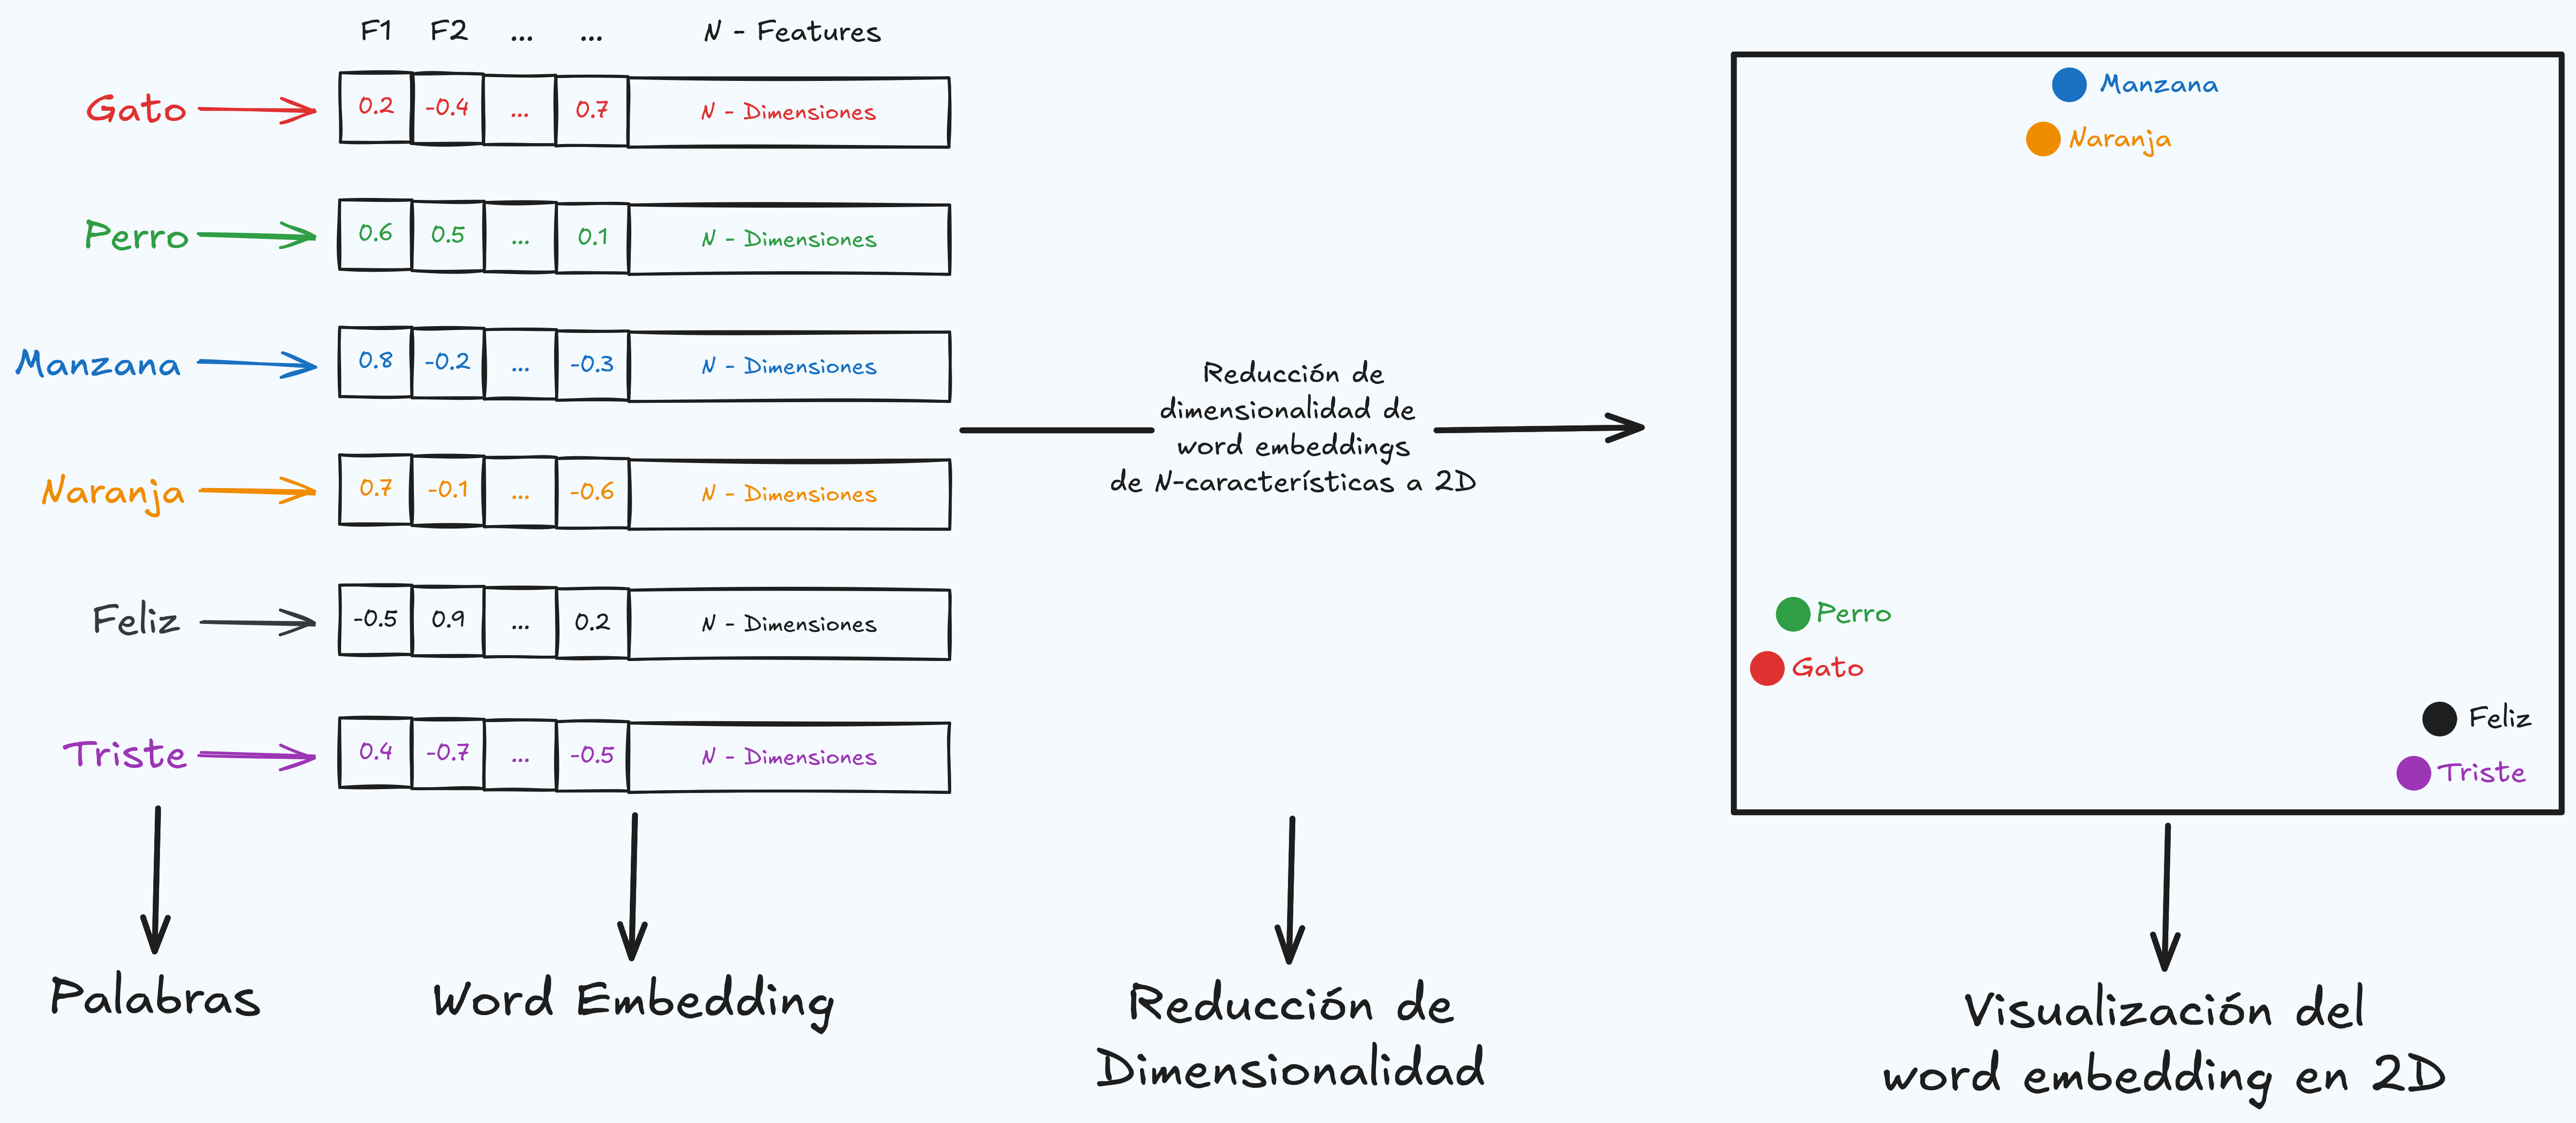 F1 F2 ... ... N - Features
Gato 0.2 -0.4 ... 0.7 N - Dimensiones
Perro 0.6 0.5 ... 0.1 N - Dimensiones
Manzana 0.8 -0.2 ... -0.3 N - Dimensiones
Naranja 0.7 -0.1 ... -0.6 N - Dimensiones
Feliz -0.5 0.9 ... 0.2 N - Dimensiones
Triste 0.4 -0.7 ... -0.5 N - Dimensiones
Reducción de
dimensionalidad de
word embeddings
de N-características a 2D
Manzana
Naranja
Perro
Gato
Feliz
Triste
Palabras
Word Embedding
Reducción de
Dimensionalidad
Visualización del
word embedding en 2D